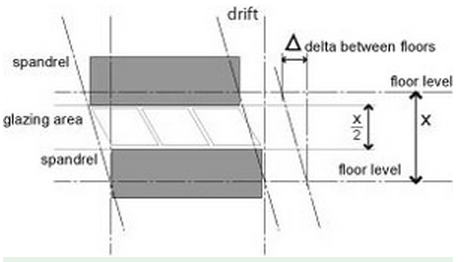 drift
Δ delta between floors
spandrel
floor level
glazing area
x
2
x
spandrel
floor level